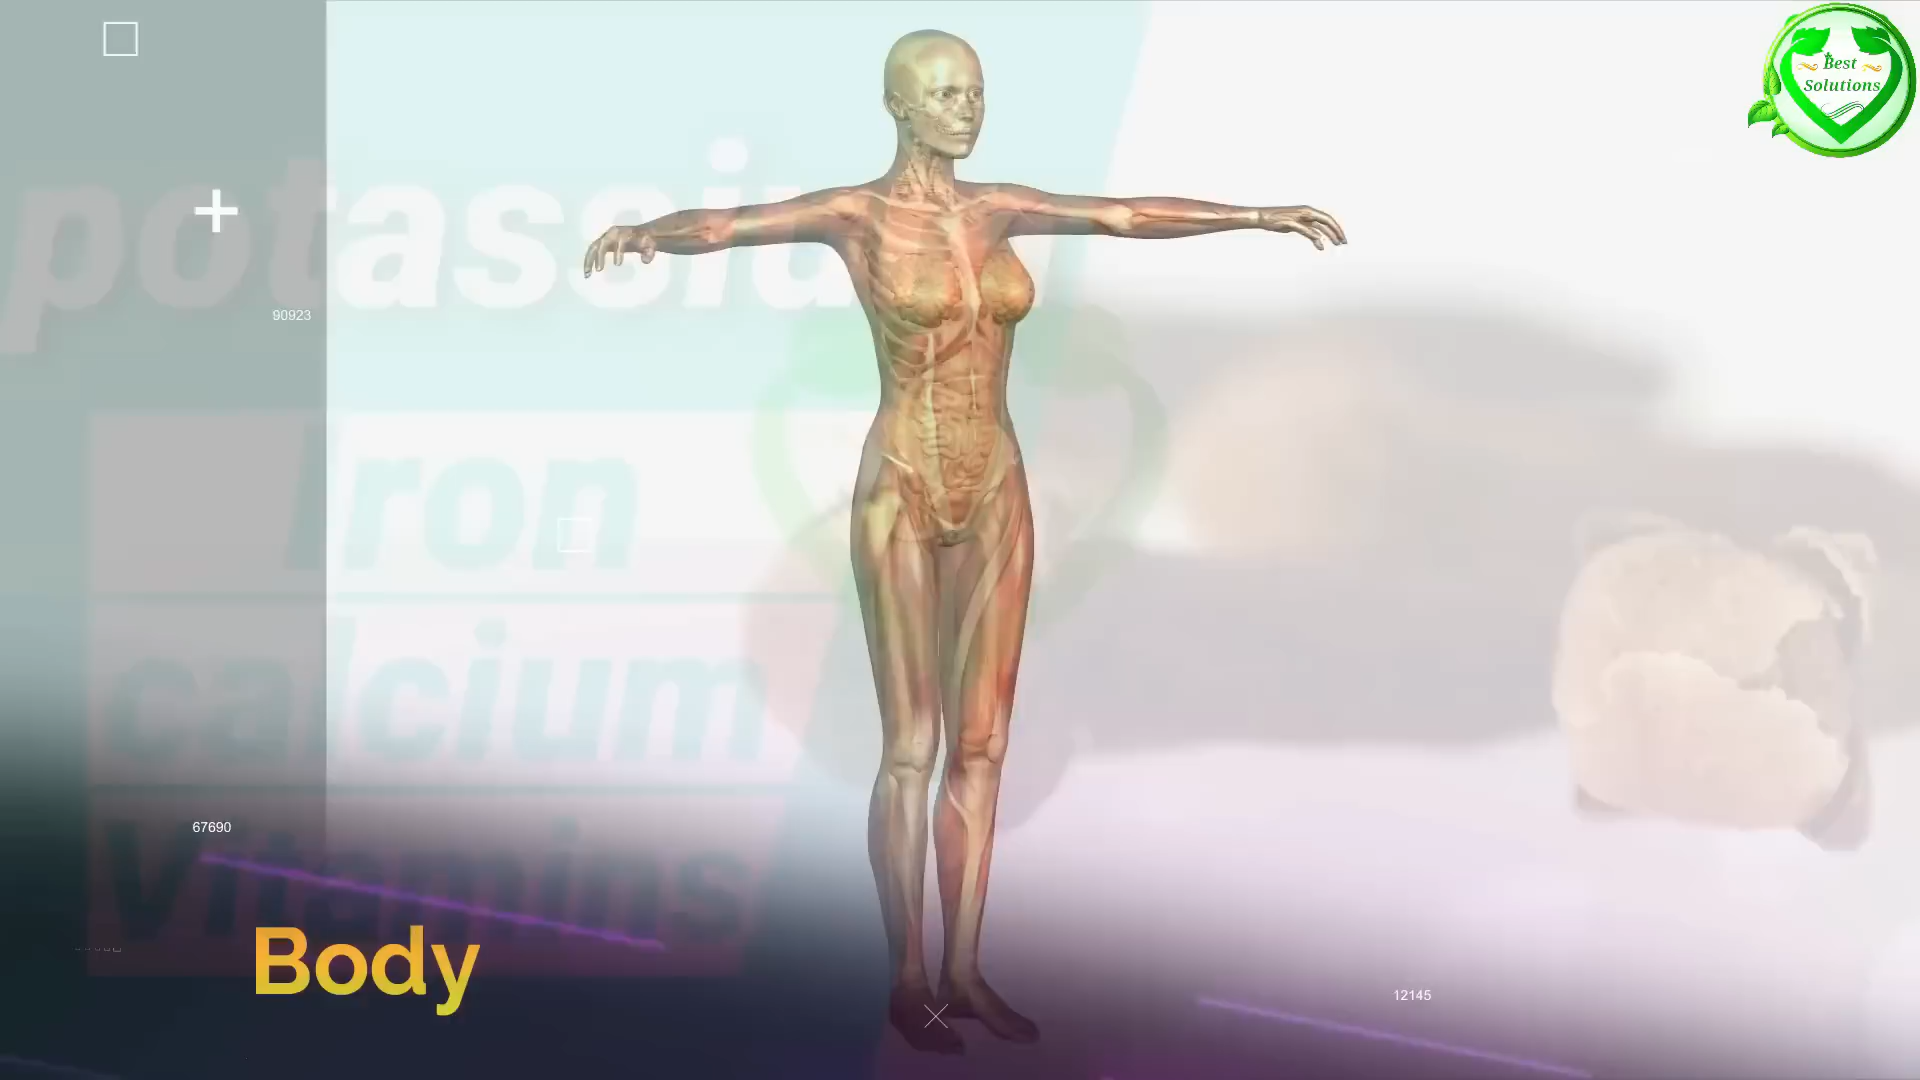 Best
Solutions
potassium
90923
Iron
calcium
67690
Vitamins
Body
12145